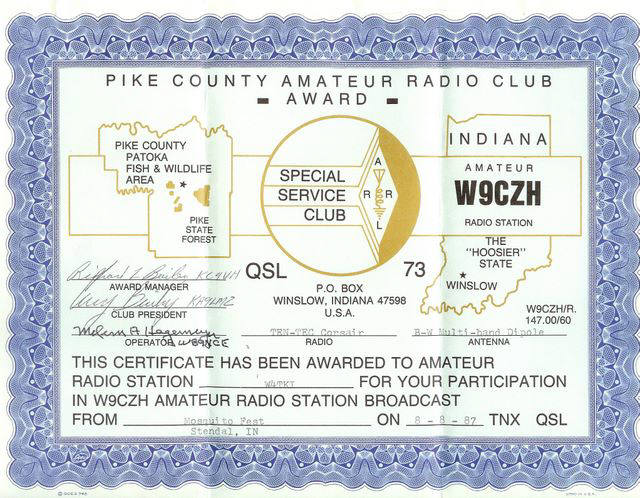 PIKE COUNTY AMATEUR RADIO CLUB
- AWARD -
PIKE COUNTY
PATOKA
FISH & WILDLIFE
AREA
PIKE
STATE
FOREST
SPECIAL
SERVICE
CLUB
A
R R
L
INDIANA
AMATEUR
W9CZH
RADIO STATION
THE
"HOOSIER"
STATE
WINSLOW
W9CZH/R.
147.00/60
QSL 73
P.O. BOX
WINSLOW, INDIANA 47598
U.S.A.
AWARD MANAGER
CLUB PRESIDENT
OPERATOR
TEN-TEC Corsair
RADIO
B-W Multi-band Dipole
ANTENNA
THIS CERTIFICATE HAS BEEN AWARDED TO AMATEUR
RADIO STATION W4TKI FOR YOUR PARTICIPATION
IN W9CZH AMATEUR RADIO STATION BROADCAST
FROM Mosquito Fest ON 8 - 8 - 87 TNX QSL
Stendal, IN